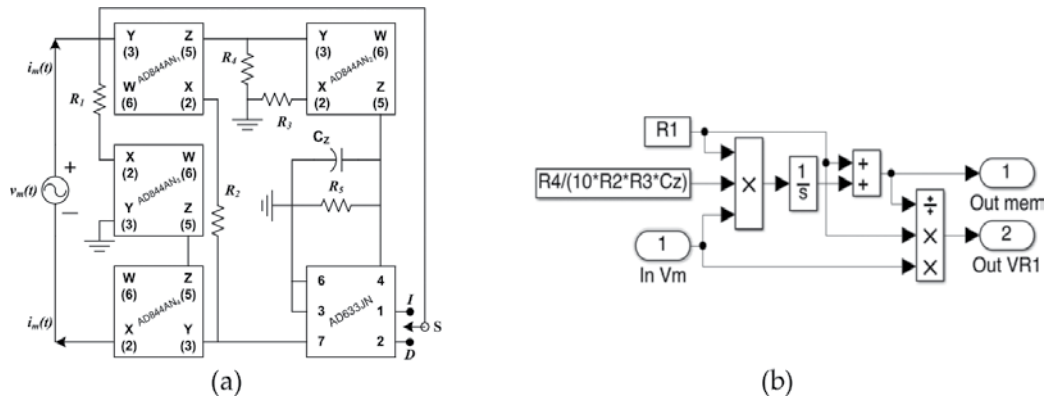 Y Z
(3) (5)
AD844AN1
W X
(6) (2)
Y W
(3) (6)
AD844AN2
X Z
(2) (5)
im(t)
R4
R1
R3
CZ
R5
R2
X W
(2) (6)
Y Z
(3) (5)
+
vm(t)
−
W Z
(6) (5)
AD844AN4
X Y
(2) (3)
im(t)
6 4
3 1
7 2
AD633JN
I
S
D
(a)
R1
R4/(10*R2*R3*Cz)
1
In Vm
×
1
s
+
+
÷
×
×
1
Out mem
2
Out VR1
(b)